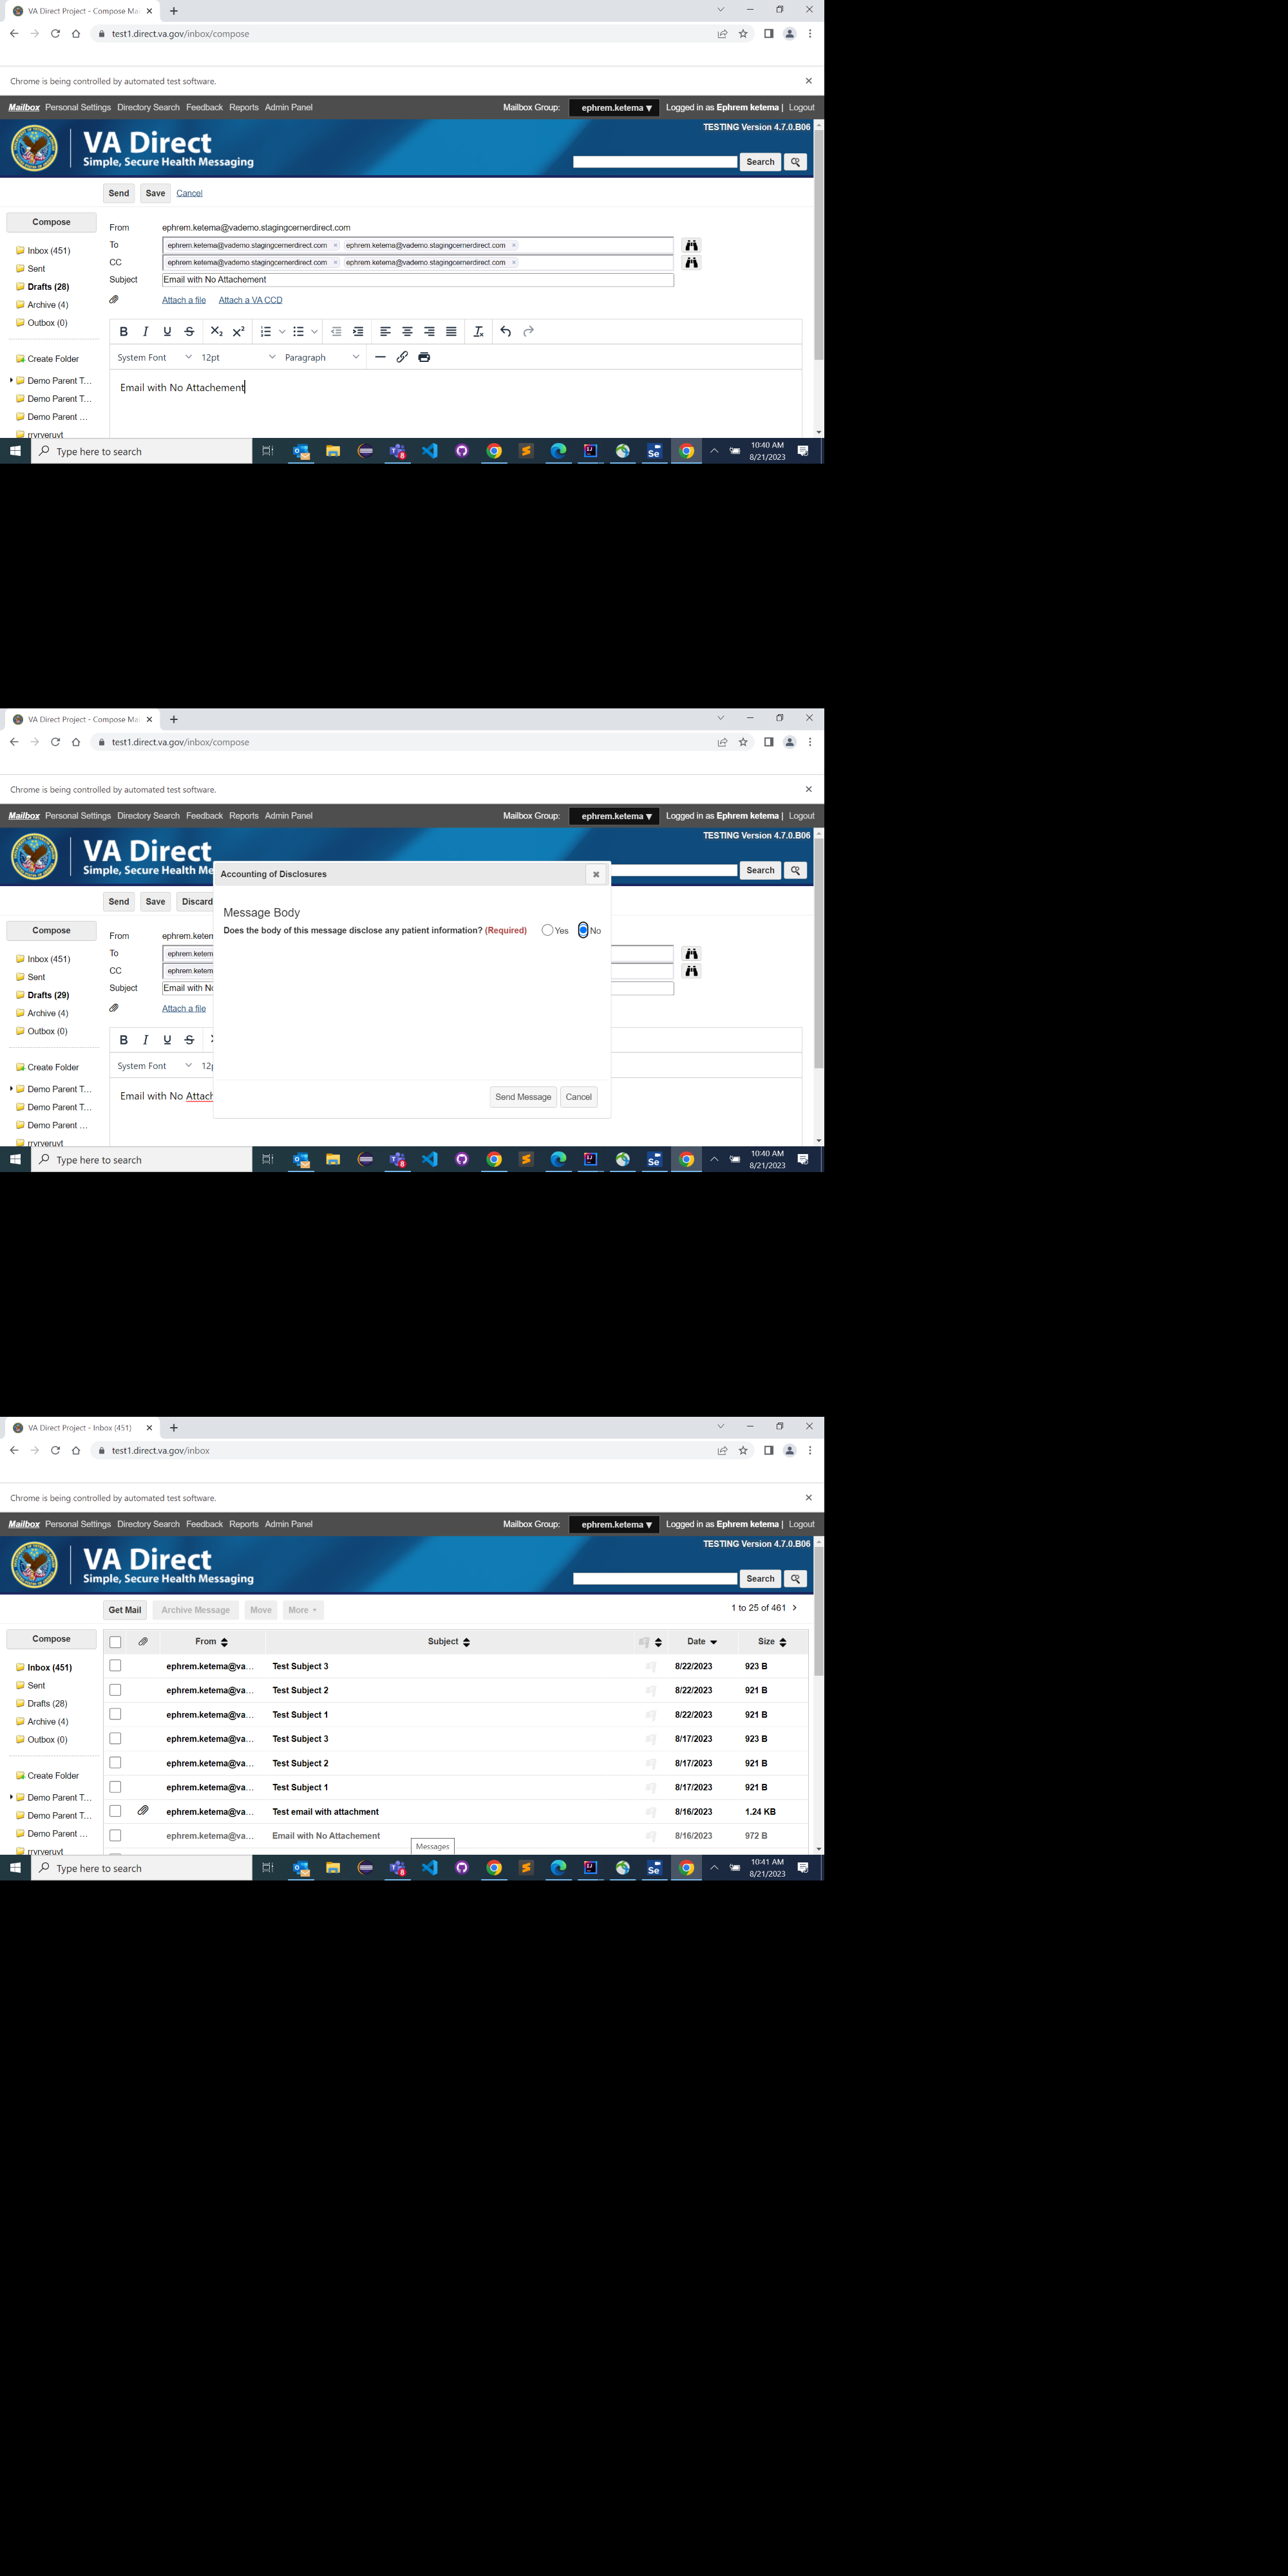 VA Direct Project - Compose Ma
test1.direct.va.gov/inbox/compose
Chrome is being controlled by automated test software.
Mailbox Personal Settings Directory Search Feedback Reports Admin Panel Mailbox Group: ephrem.ketema ▼ Logged in as Ephrem ketema | Logout
TESTING Version 4.7.0.B06
VA Direct
Simple, Secure Health Messaging
Search
Send Save Cancel
Compose
From ephrem.ketema@vademo.stagingcernerdirect.com
To ephrem.ketema@vademo.stagingcernerdirect.com × ephrem.ketema@vademo.stagingcernerdirect.com ×
CC ephrem.ketema@vademo.stagingcernerdirect.com × ephrem.ketema@vademo.stagingcernerdirect.com ×
Subject Email with No Attachement
Attach a file Attach a VA CCD
Inbox (451)
Sent
Drafts (28)
Archive (4)
Outbox (0)
Create Folder
Demo Parent T...
Demo Parent T...
Demo Parent ...
rryryeruyt
B I U S X₂ X²
System Font 12pt Paragraph
Email with No Attachement
Type here to search
10:40 AM
8/21/2023
VA Direct Project - Compose Ma
test1.direct.va.gov/inbox/compose
Chrome is being controlled by automated test software.
Mailbox Personal Settings Directory Search Feedback Reports Admin Panel Mailbox Group: ephrem.ketema ▼ Logged in as Ephrem ketema | Logout
TESTING Version 4.7.0.B06
VA Direct
Simple, Secure Health Me
Search
Accounting of Disclosures
Message Body
Does the body of this message disclose any patient information? (Required) Yes No
Send Message Cancel
Send Save Discard
Compose
From ephrem.keter
To ephrem.ketem
CC ephrem.ketem
Subject Email with No
Attach a file
Inbox (451)
Sent
Drafts (29)
Archive (4)
Outbox (0)
Create Folder
Demo Parent T...
Demo Parent T...
Demo Parent ...
rryryeruyt
B I U S
System Font 12p
Email with No Attach
Type here to search
10:40 AM
8/21/2023
VA Direct Project - Inbox (451)
test1.direct.va.gov/inbox
Chrome is being controlled by automated test software.
Mailbox Personal Settings Directory Search Feedback Reports Admin Panel Mailbox Group: ephrem.ketema ▼ Logged in as Ephrem ketema | Logout
TESTING Version 4.7.0.B06
VA Direct
Simple, Secure Health Messaging
Search
Get Mail Archive Message Move More 1 to 25 of 461
Compose
Inbox (451)
Sent
Drafts (28)
Archive (4)
Outbox (0)
Create Folder
Demo Parent T...
Demo Parent T...
Demo Parent ...
rryryeruyt
From Subject Date Size
ephrem.ketema@va... Test Subject 3 8/22/2023 923 B
ephrem.ketema@va... Test Subject 2 8/22/2023 921 B
ephrem.ketema@va... Test Subject 1 8/22/2023 921 B
ephrem.ketema@va... Test Subject 3 8/17/2023 923 B
ephrem.ketema@va... Test Subject 2 8/17/2023 921 B
ephrem.ketema@va... Test Subject 1 8/17/2023 921 B
ephrem.ketema@va... Test email with attachment 8/16/2023 1.24 KB
ephrem.ketema@va... Email with No Attachement 8/16/2023 972 B
Messages
Type here to search
10:41 AM
8/21/2023